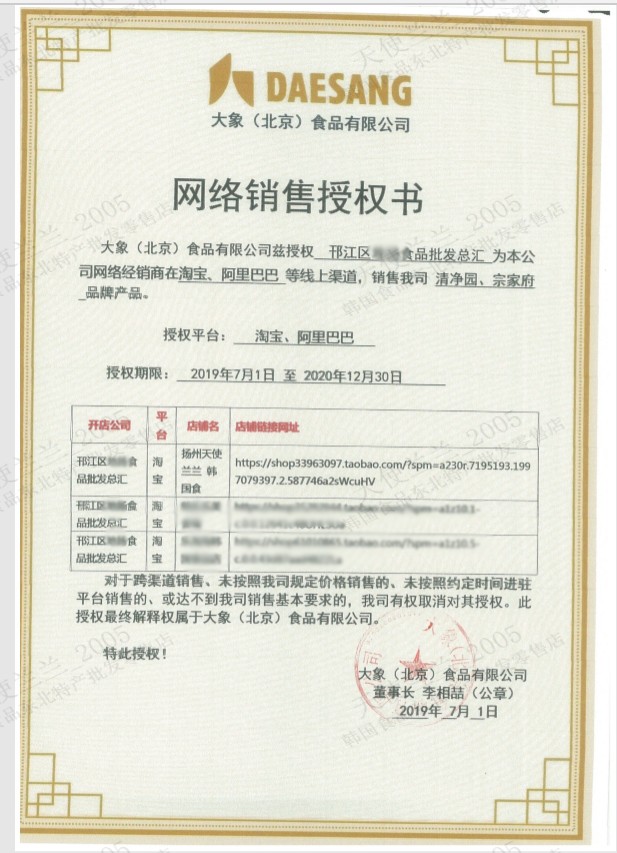 DAESANG
大象（北京）食品有限公司
网络销售授权书
大象（北京）食品有限公司兹授权 邗江区 食品批发总汇 为本公
司网络经销商在淘宝、阿里巴巴 等线上渠道，销售我司 清净园、宗家府
品牌产品。
授权平台： 淘宝、阿里巴巴
授权期限： 2019年7月1日 至 2020年12月30日
开店公司 平台 店铺名 店铺链接网址
邗江区 食品批发总汇 淘宝 扬州天使兰兰 韩国食 https://shop33963097.taobao.com/?spm=a230r.7195193.1997079397.2.587746a2sWcuHV
邗江区 食品批发总汇 淘宝
邗江区 食品批发总汇 淘宝
对于跨渠道销售、未按照我司规定价格销售的、未按照约定时间进驻
平台销售的、或达不到我司销售基本要求的，我司有权取消对其授权。此
授权最终解释权属于大象（北京）食品有限公司。
特此授权！
大象（北京）食品有限公司
董事长 李相喆（公章）
2019年 7月 1日